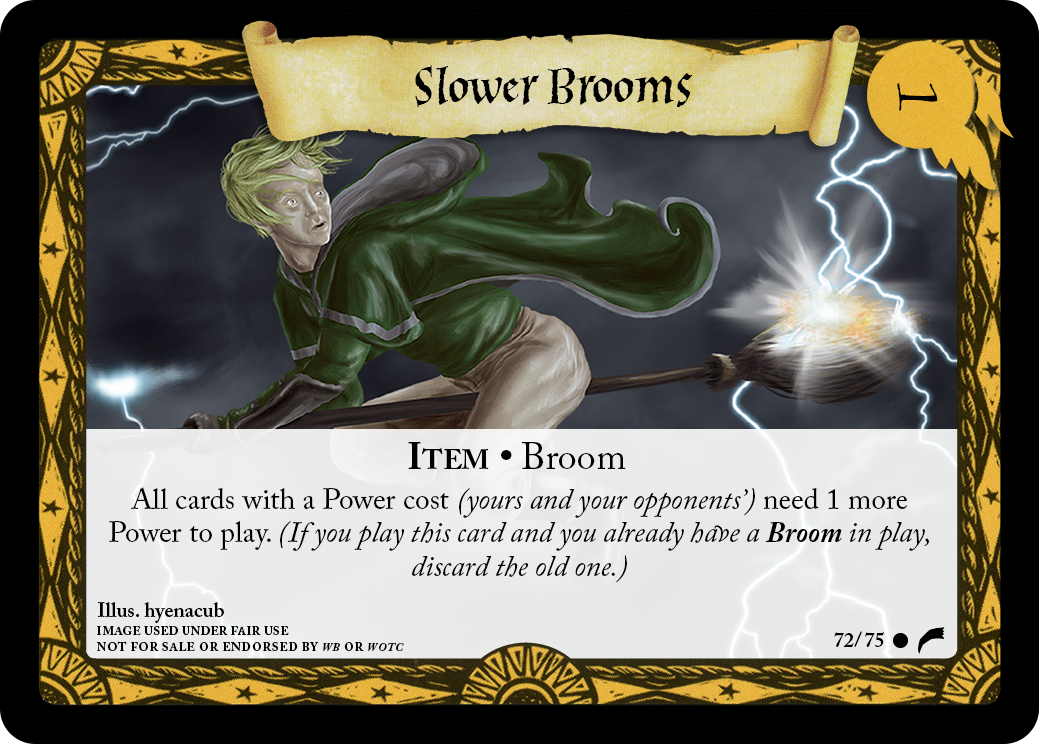 Slower Brooms
1
ITEM • Broom
All cards with a Power cost (yours and your opponents’) need 1 more
Power to play. (If you play this card and you already have a Broom in play,
discard the old one.)
Illus. hyenacub
IMAGE USED UNDER FAIR USE
NOT FOR SALE OR ENDORSED BY WB OR WOTC
72/75 ●